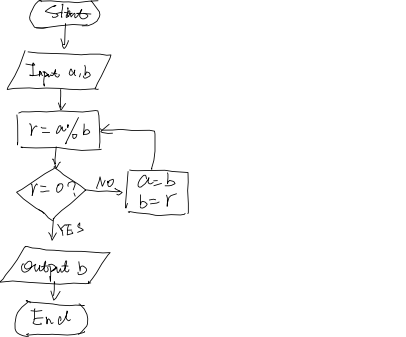 Start
Input a,b
r=a%b
r=0?
NO
a=b
b=r
YES
Output b
End